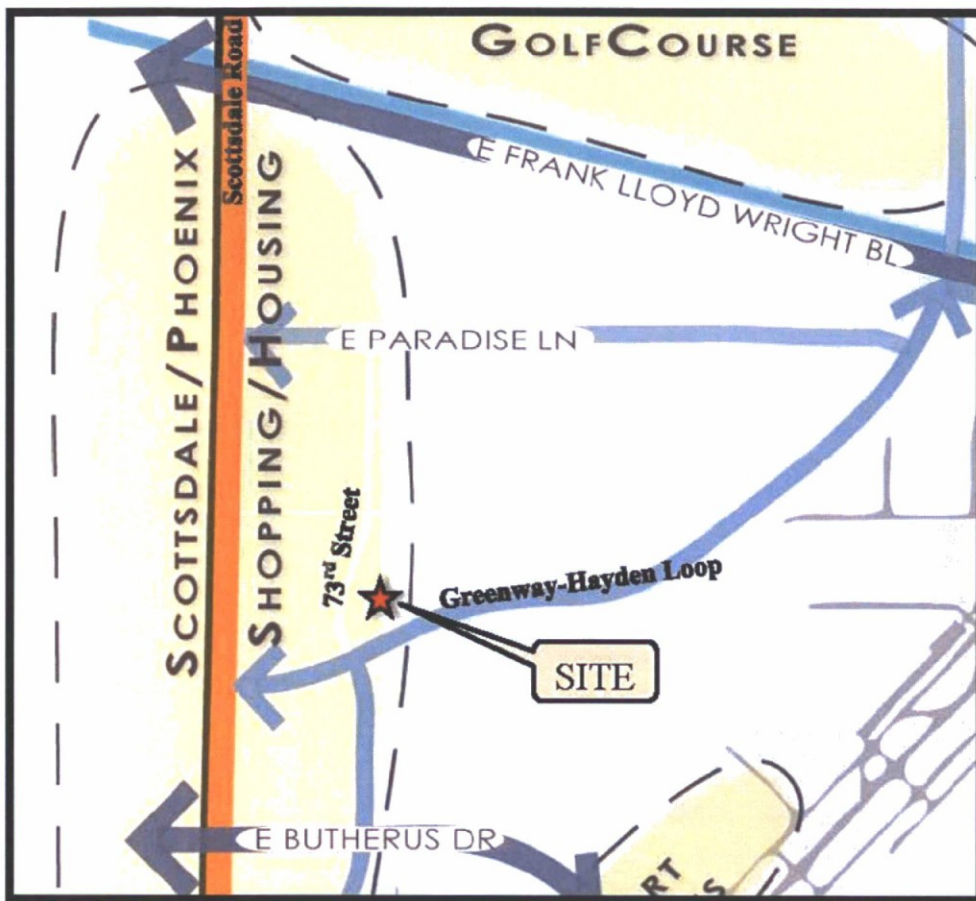 GOLFCOURSE
Scottsdale Road
E FRANK LLOYD WRIGHT BL
SCOTTSDALE/PHOENIX
SHOPPING/HOUSING
E PARADISE LN
73rd Street
Greenway-Hayden Loop
SITE
E BUTHERUS DR